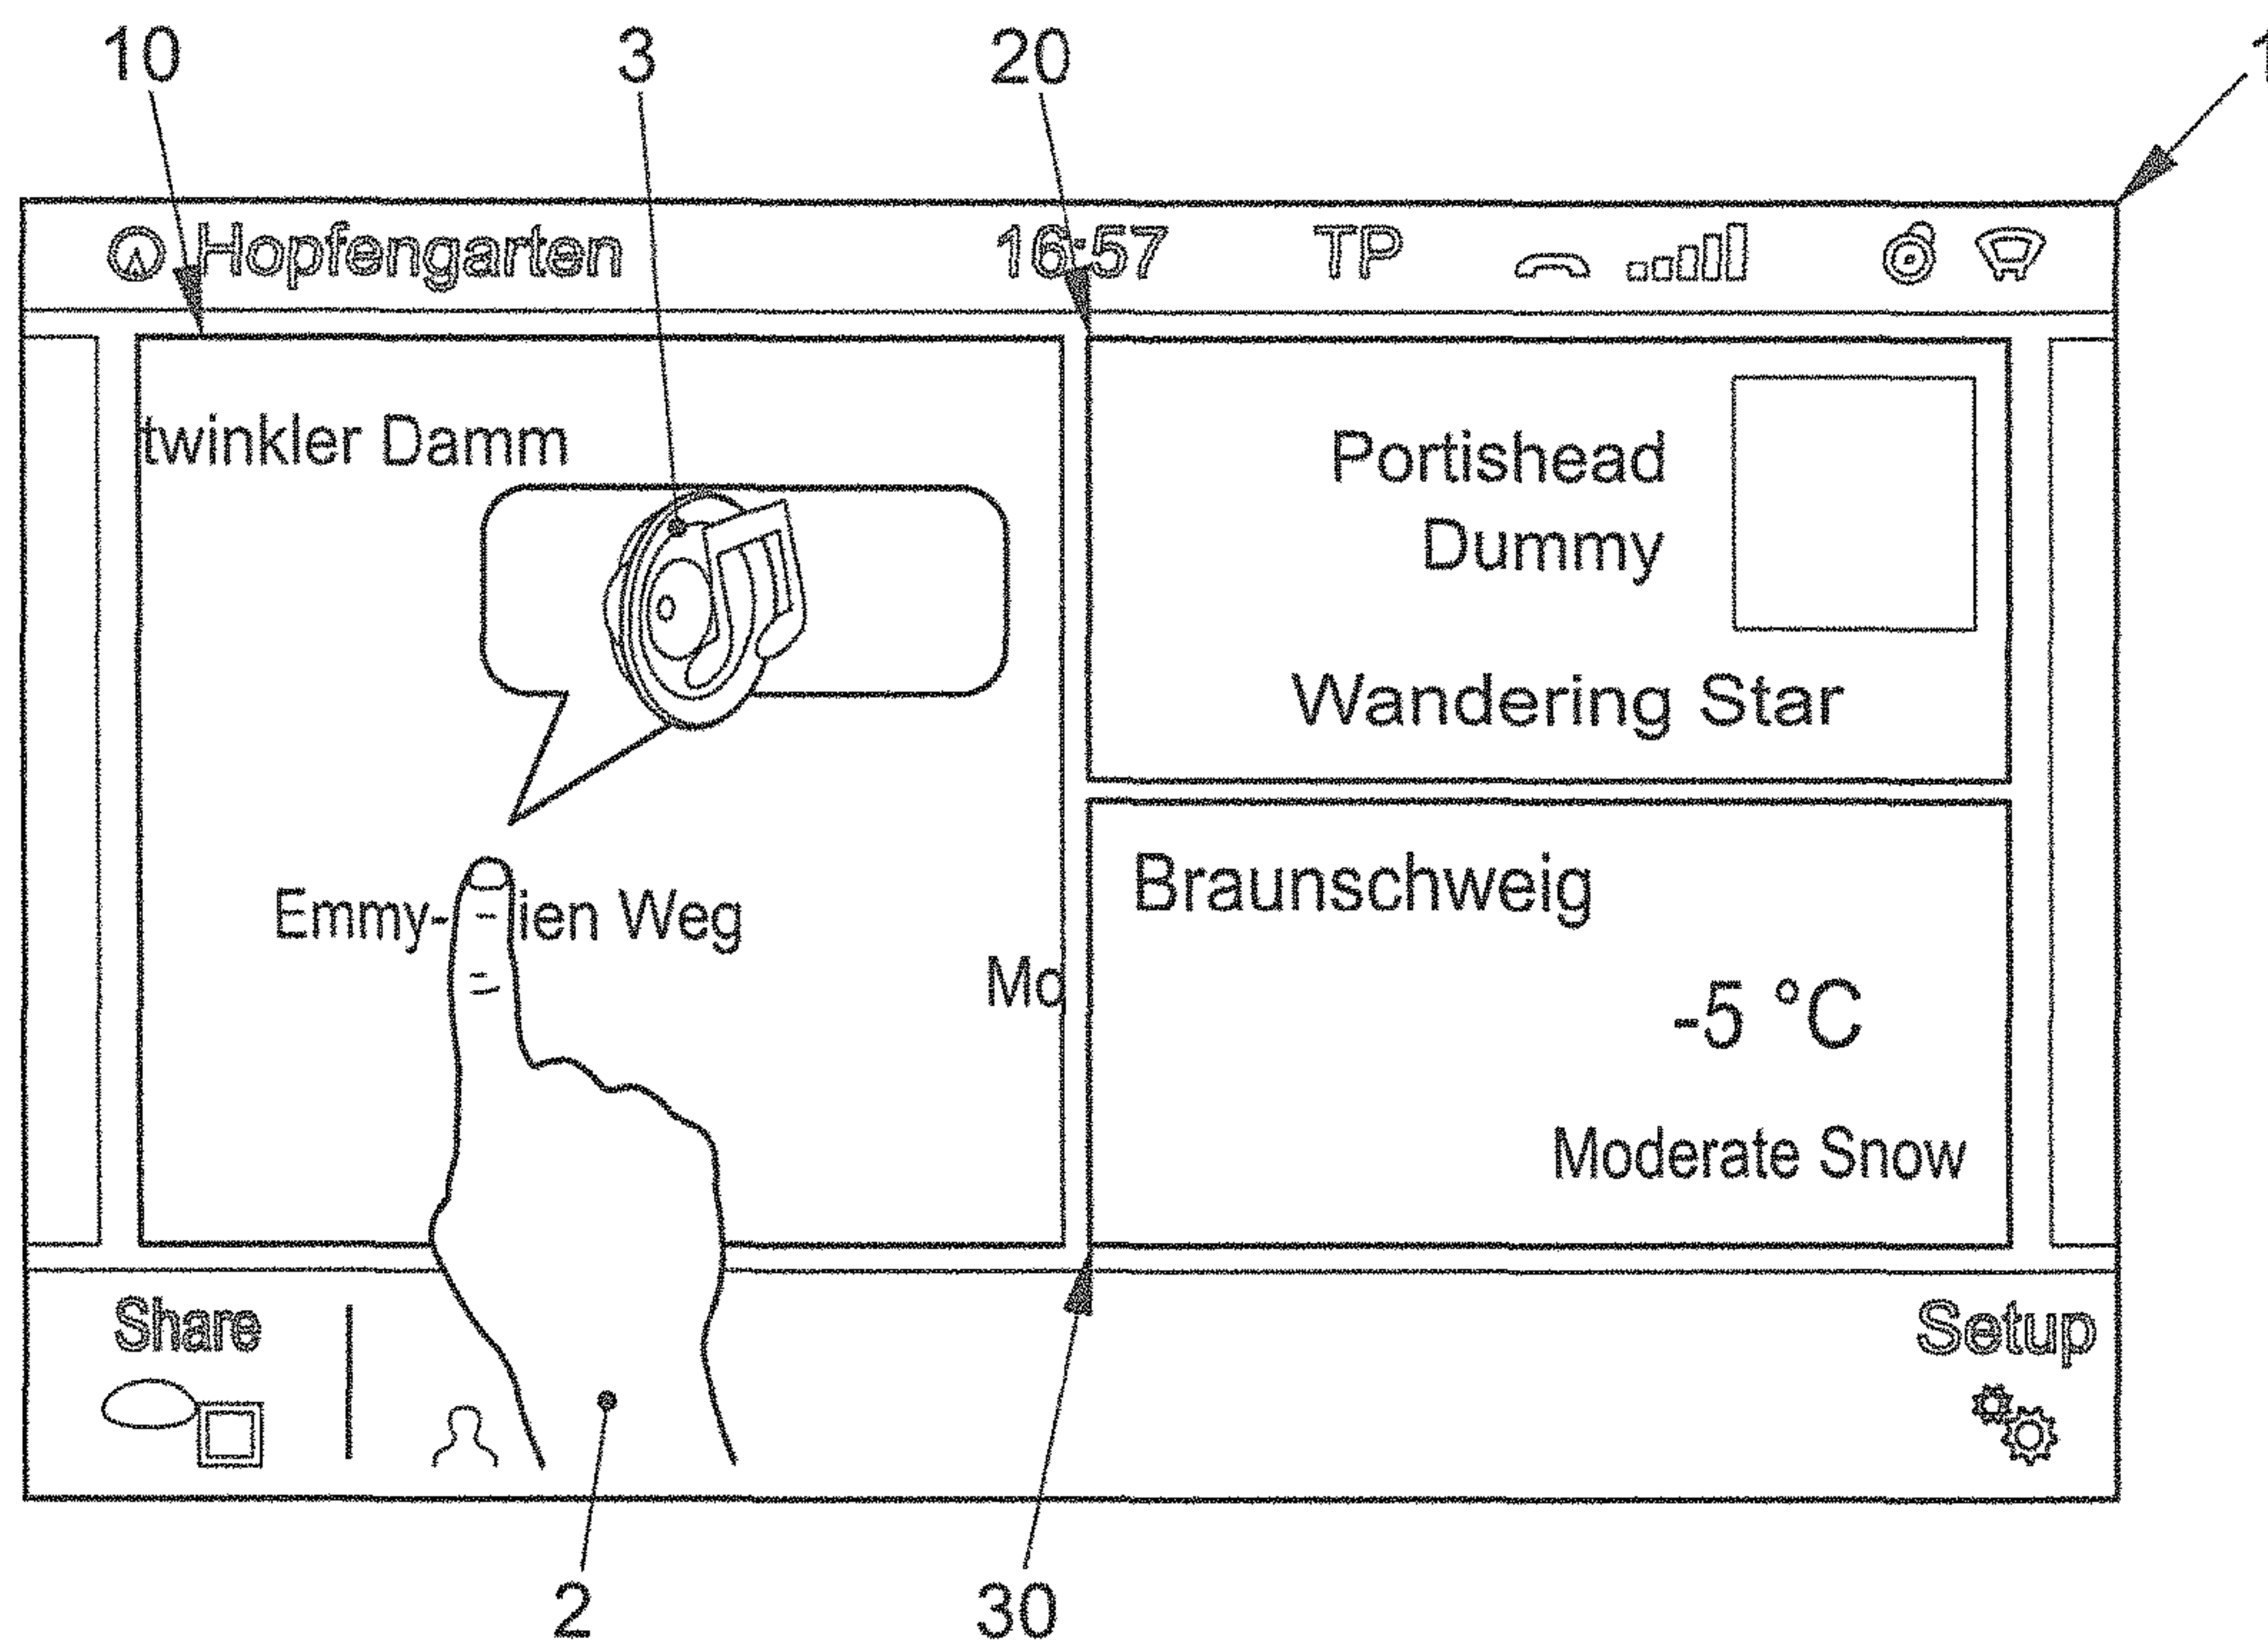 10 3 20 1
Hopfengarten 16:57 TP
twinkler Damm
Portishead
Dummy
Wandering Star
Emmy- ien Weg
Mo
Braunschweig
-5 °C
Moderate Snow
Share
Setup
2 30